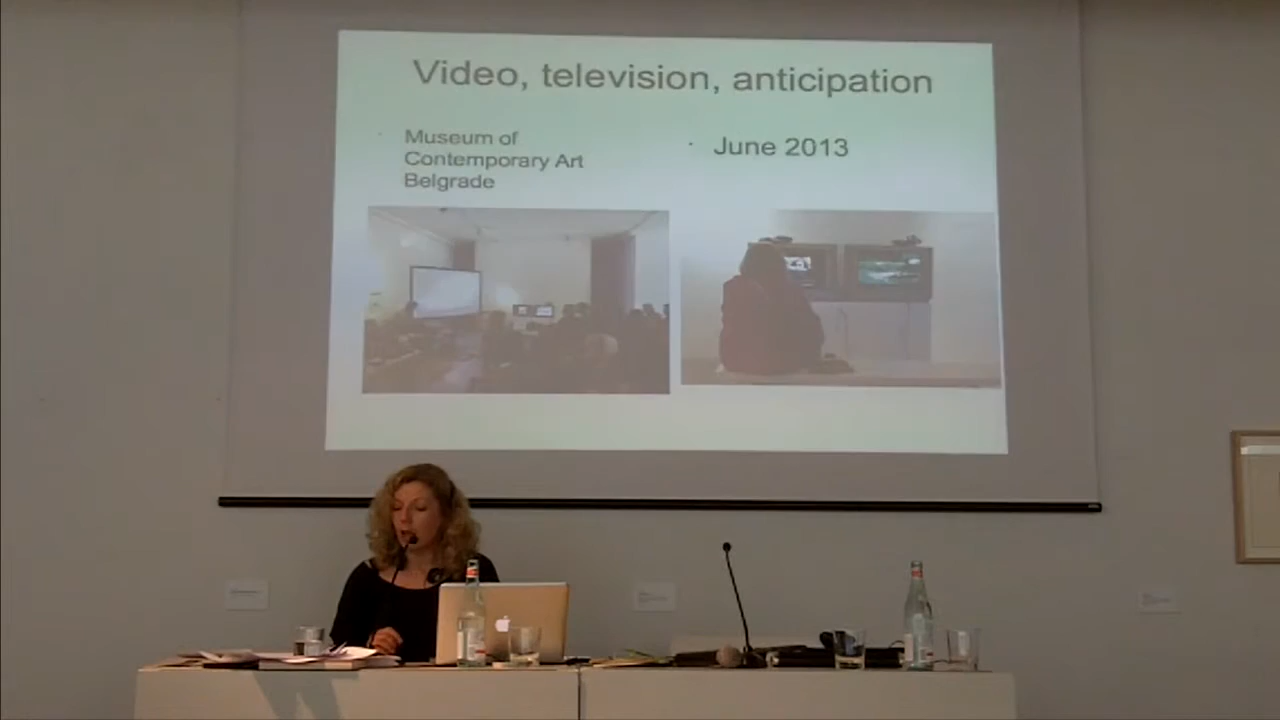 Video, television, anticipation
Museum of
Contemporary Art
Belgrade
June 2013